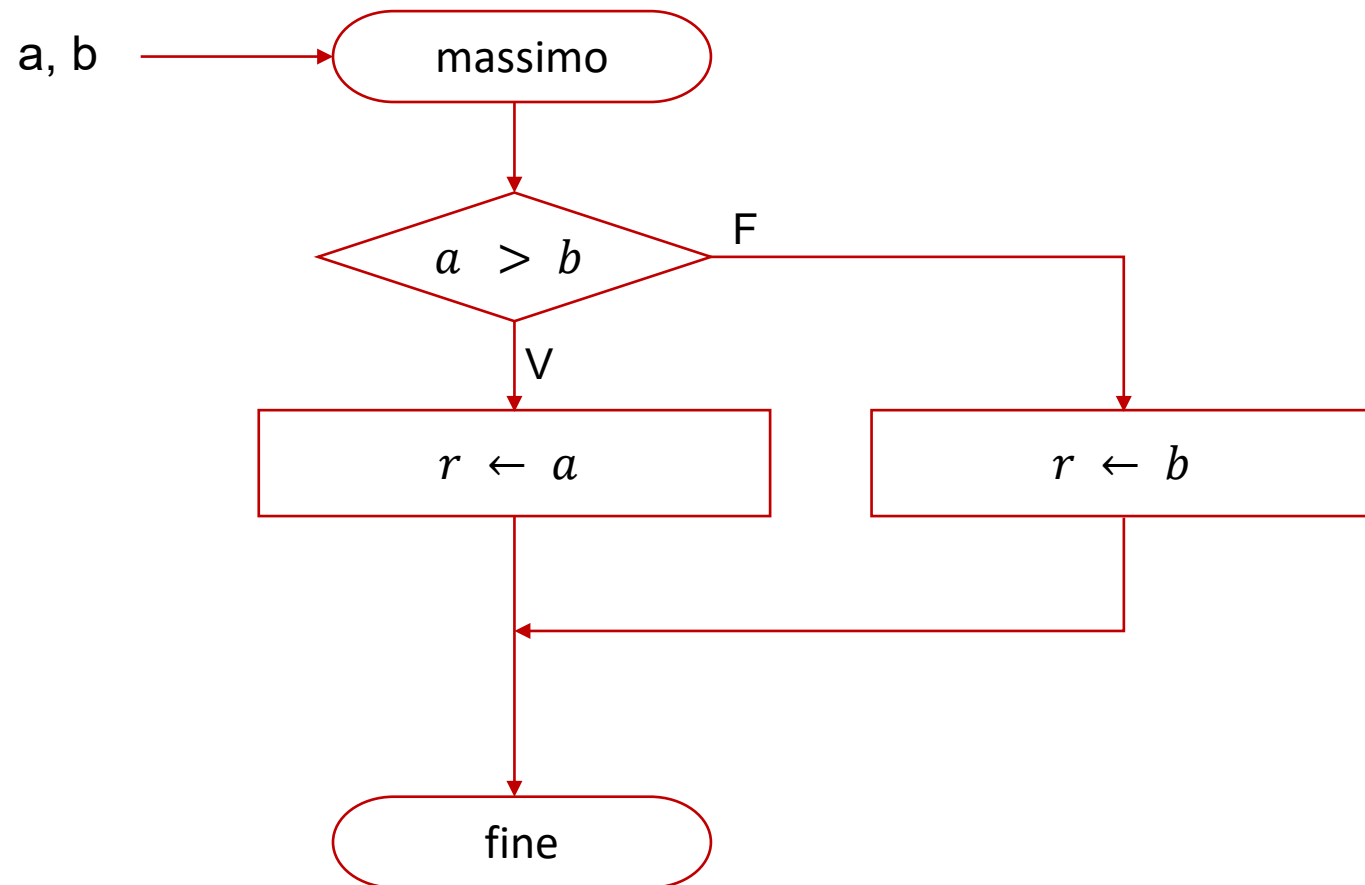 a, b
massimo
a > b
F
V
r ← a
r ← b
fine